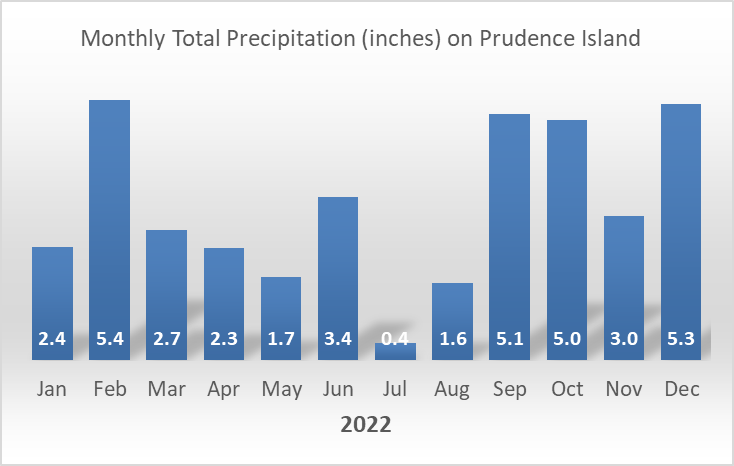 Monthly Total Precipitation (inches) on Prudence Island
2.4 5.4 2.7 2.3 1.7 3.4 0.4 1.6 5.1 5.0 3.0 5.3
Jan Feb Mar Apr May Jun Jul Aug Sep Oct Nov Dec
2022